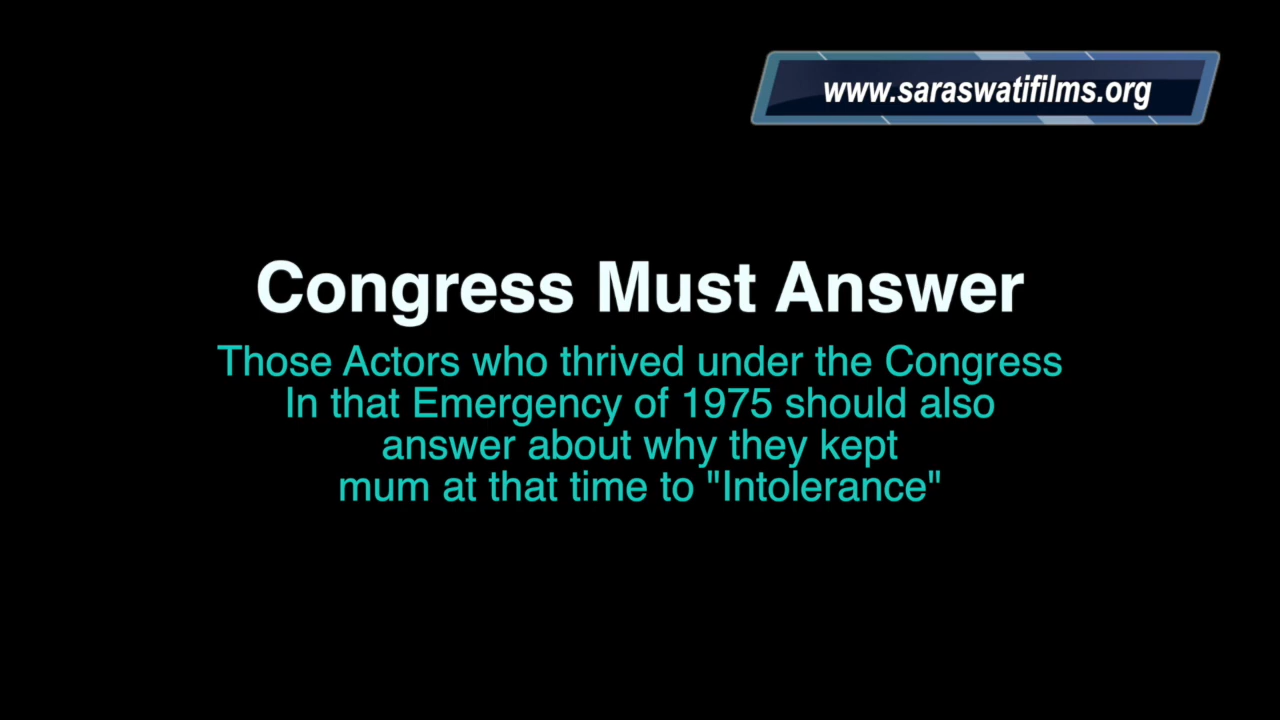 www.saraswatifilms.org
Congress Must Answer
Those Actors who thrived under the Congress
In that Emergency of 1975 should also
answer about why they kept
mum at that time to "Intolerance"